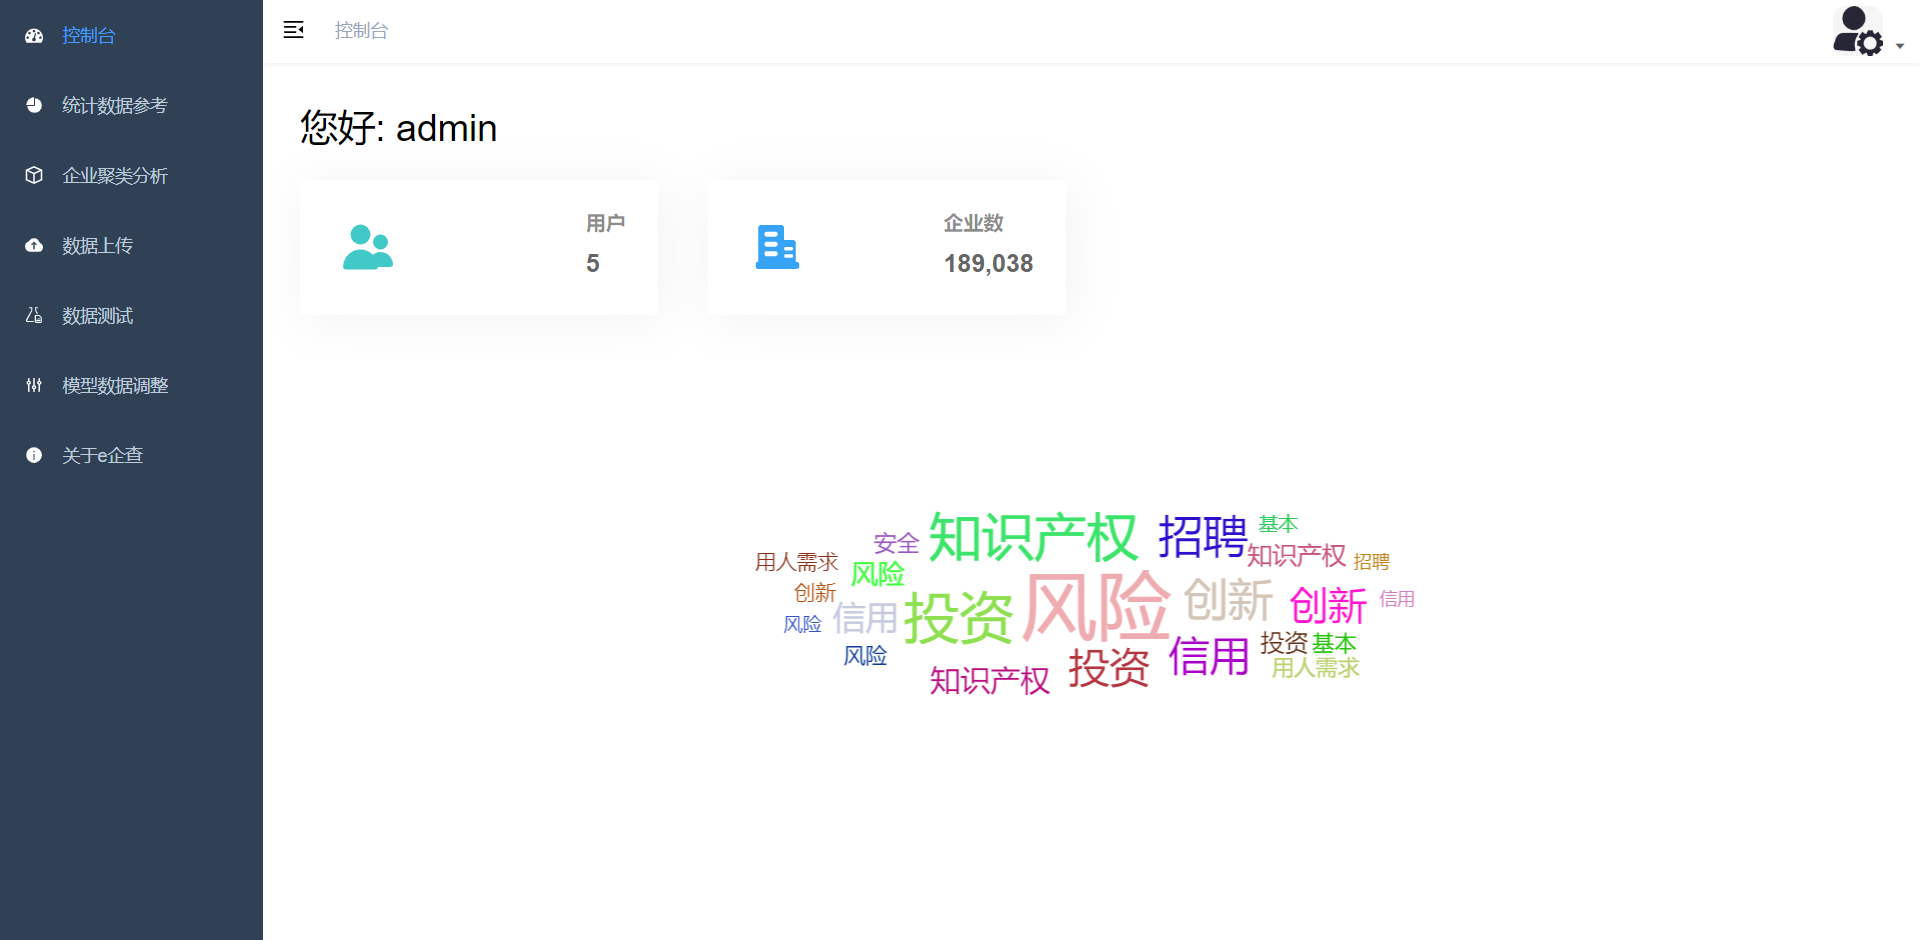 控制台
统计数据参考
企业聚类分析
数据上传
数据测试
模型数据调整
关于e企查
控制台
您好: admin
用户
5
企业数
189,038
知识产权
招聘
基本
安全
知识产权
用人需求
招聘
风险
创新
风险
创新
创新
信用
信用
投资
风险
投资
基本
信用
风险
用人需求
知识产权
投资